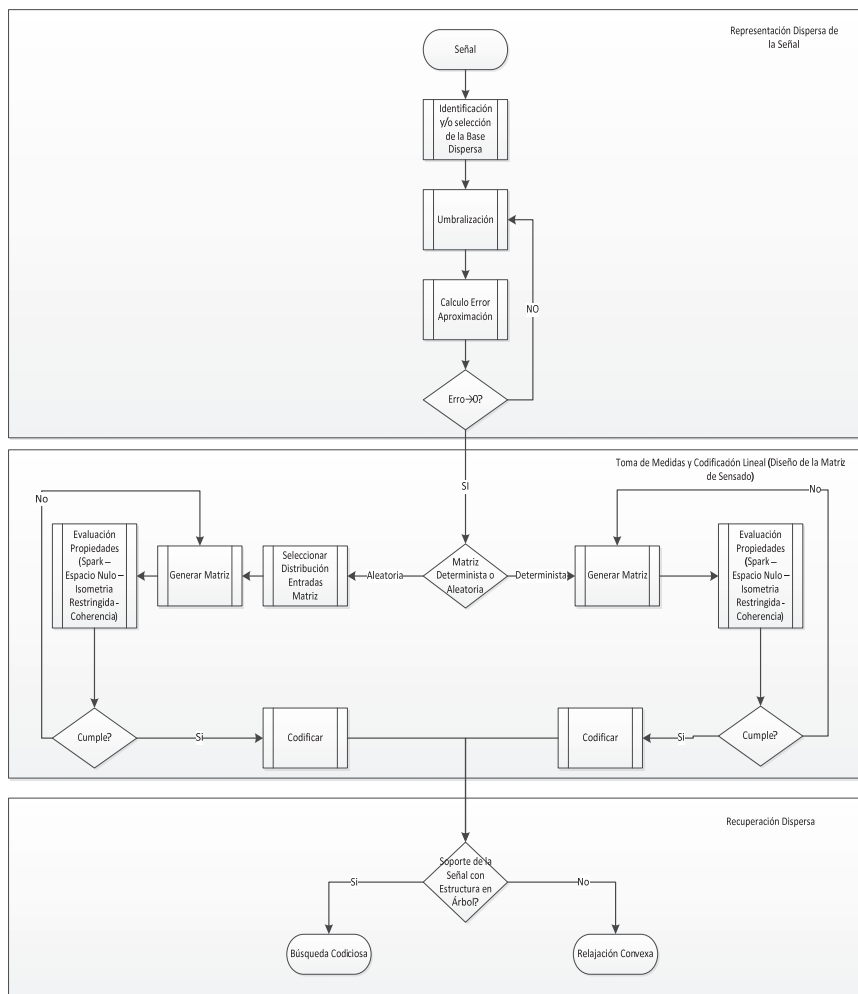 Representación Dispersa de
la Señal
Señal
Identificación
y/o selección
de la Base
Dispersa
Umbralización
Calculo Error
Aproximación
NO
Erro→0?
SI
Toma de Medidas y Codificación Lineal (Diseño de la Matriz
de Sensado)
No
No
Evaluación
Propiedades
(Spark –
Espacio Nulo –
Isometria
Restringida -
Coherencia)
Generar Matriz
Seleccionar
Distribución
Entradas
Matriz
Aleatoria
Matriz
Determinista o
Aleatoria
Determinista
Generar Matriz
Evaluación
Propiedades
(Spark –
Espacio Nulo –
Isometria
Restringida -
Coherencia)
Cumple?
Si
Codificar
Codificar
Si
Cumple?
Recuperación Dispersa
Soporte de la
Señal con
Estructura en
Árbol?
Si
No
Búsqueda Codiciosa
Relajación Convexa